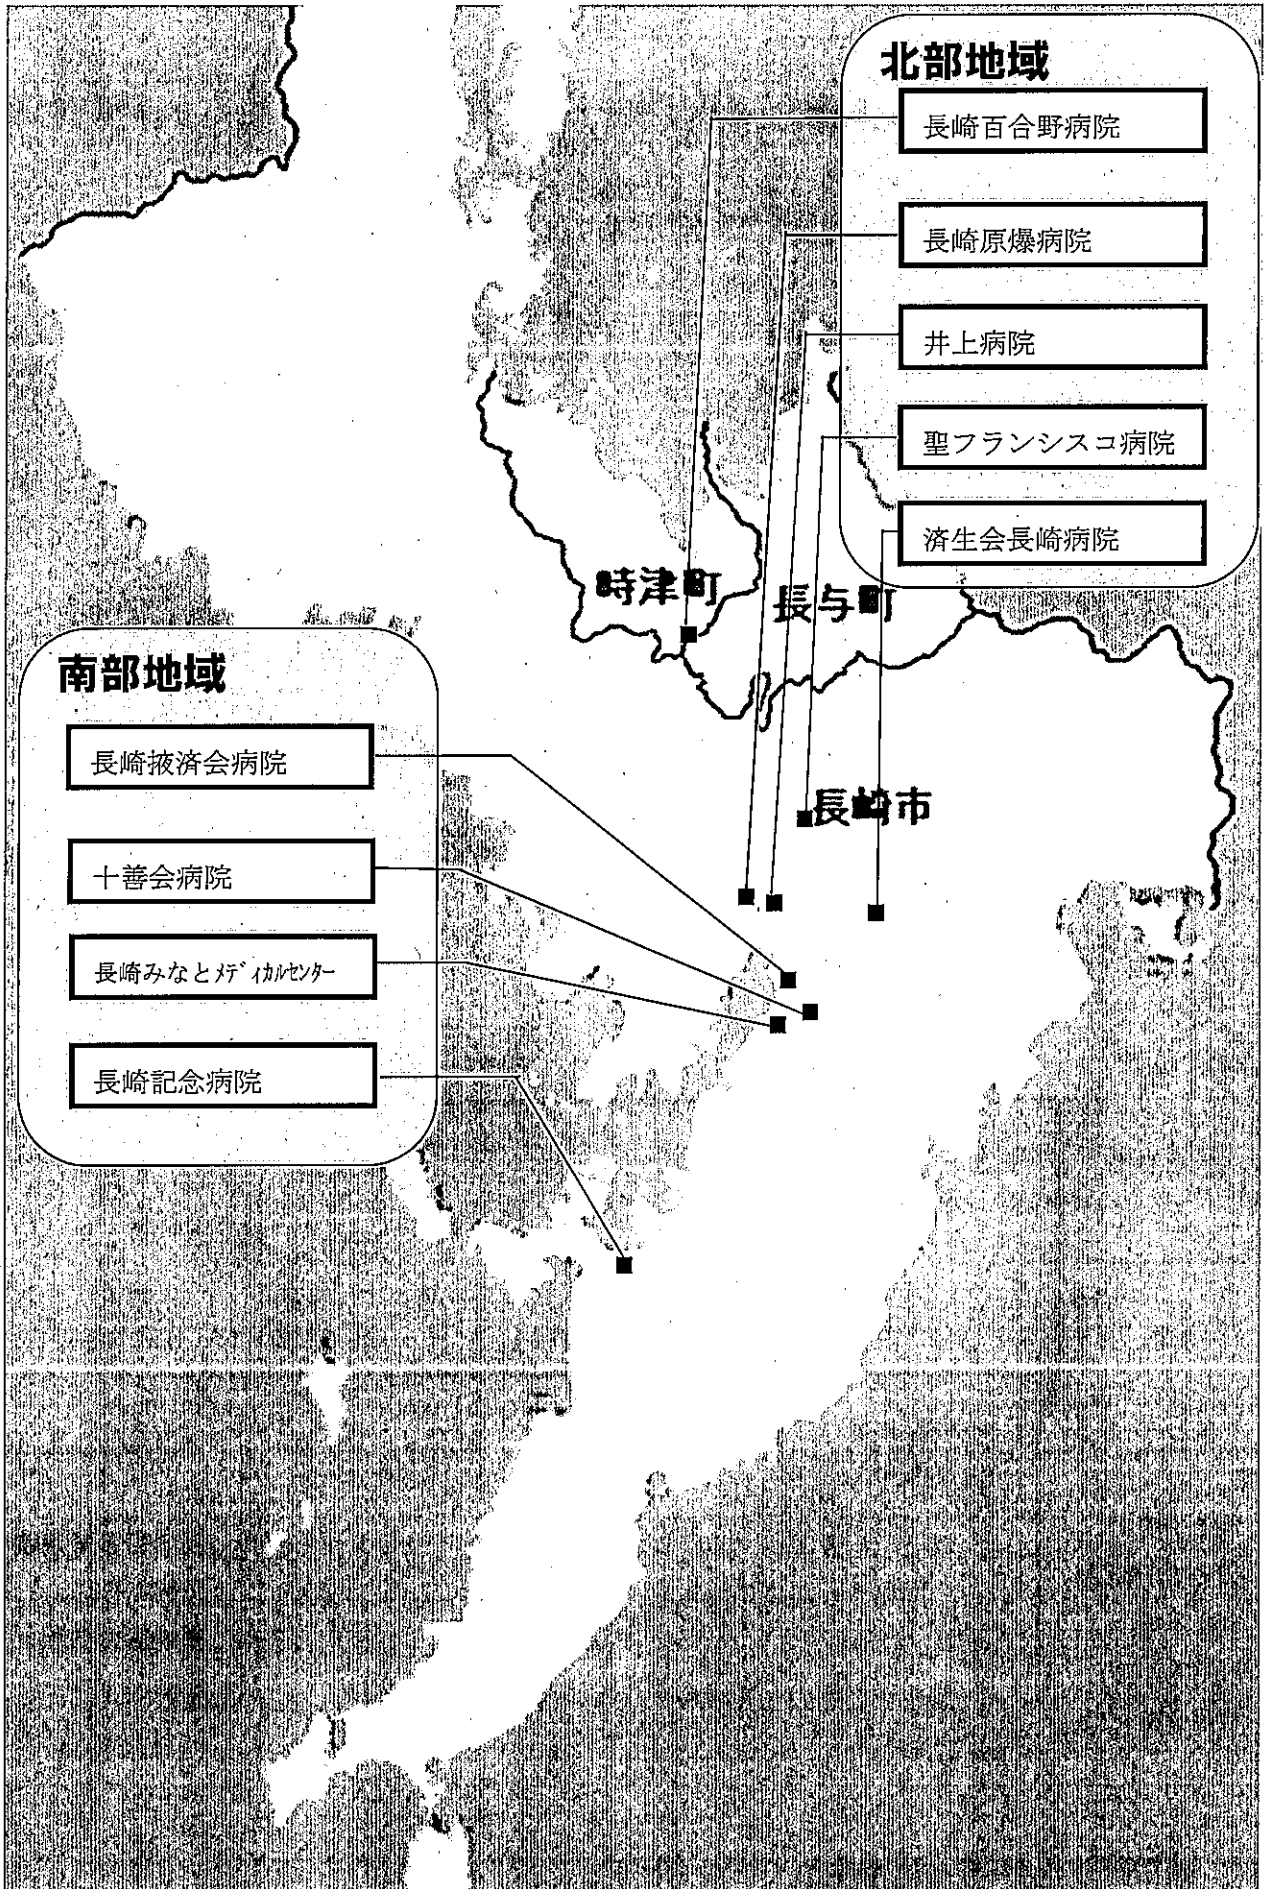 北部地域
長崎百合野病院
長崎原爆病院
井上病院
聖フランシスコ病院
済生会長崎病院
時津町
長与町
南部地域
長崎掖済会病院
十善会病院
長崎みなとメディカルセンター
長崎記念病院
長崎市